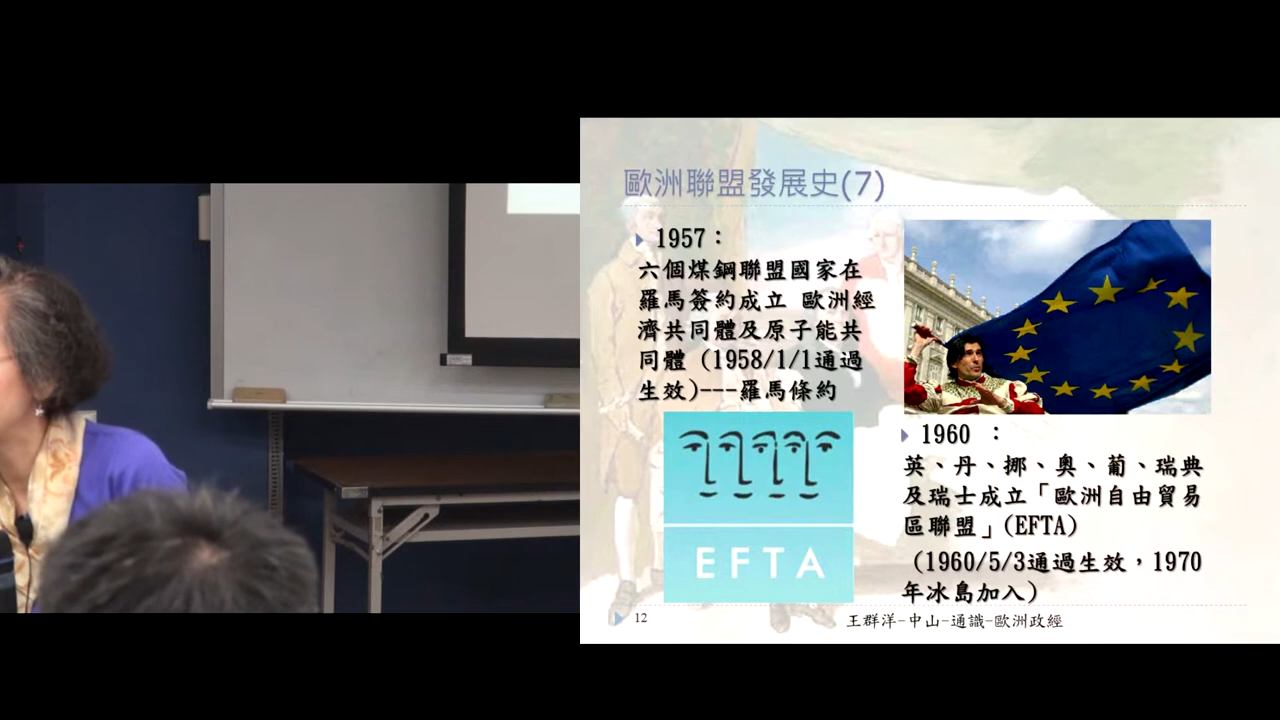 歐洲聯盟發展史(7)
1957：
六個煤鋼聯盟國家在
羅馬簽約成立 歐洲經
濟共同體及原子能共
同體 (1958/1/1通過
生效)---羅馬條約
EFTA
1960 ：
英、丹、挪、奧、葡、瑞典
及瑞士成立「歐洲自由貿易
區聯盟」(EFTA)
(1960/5/3通過生效，1970
年冰島加入)
12
王群洋-中山-通識-歐洲政經